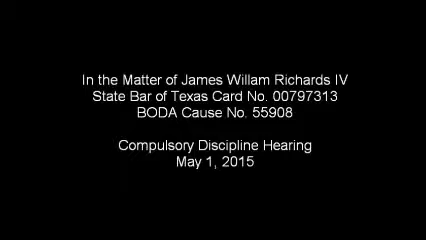 In the Matter of James Willam Richards IV
State Bar of Texas Card No. 00797313
BODA Cause No. 55908
Compulsory Discipline Hearing
May 1, 2015